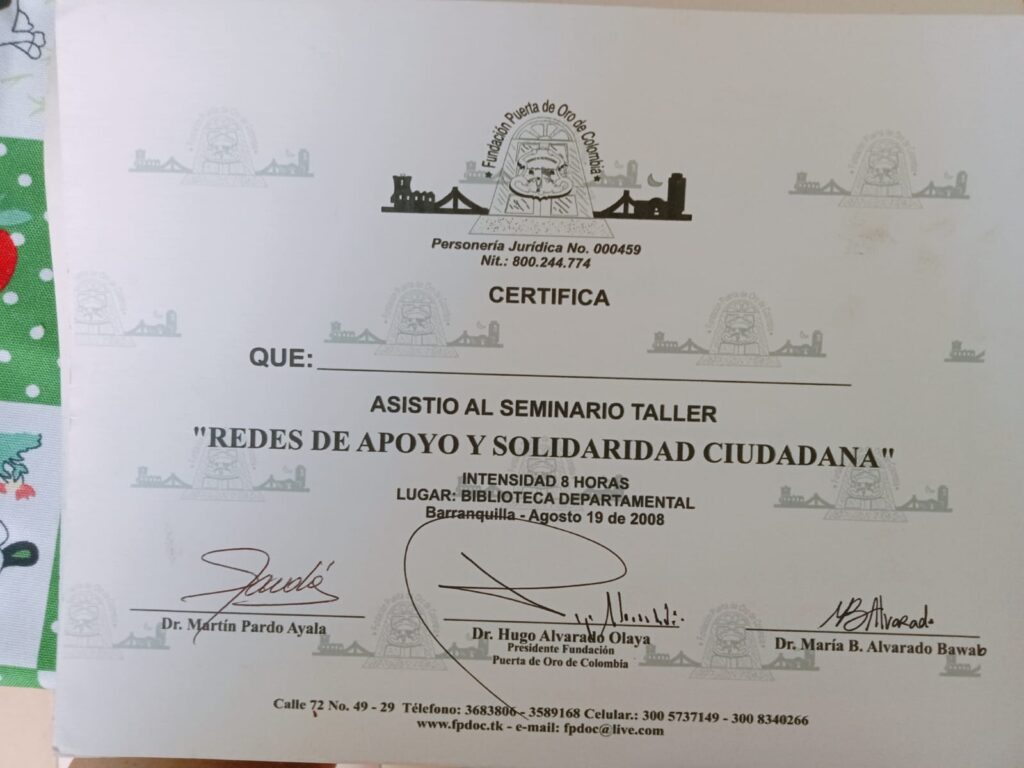 ★ Fundación Puerta de Oro de Colombia ★
Personería Jurídica No. 000459
Nit.: 800.244.774
CERTIFICA
QUE:
ASISTIO AL SEMINARIO TALLER
"REDES DE APOYO Y SOLIDARIDAD CIUDADANA"
INTENSIDAD 8 HORAS
LUGAR: BIBLIOTECA DEPARTAMENTAL
Barranquilla - Agosto 19 de 2008
MBAlvarado
Dr. Martín Pardo Ayala
Dr. Hugo Alvarado Olaya
Presidente Fundación
Puerta de Oro de Colombia
Dr. María B. Alvarado Bawab
Calle 72 No. 49 - 29 Télefono: 3683806 - 3589168 Celular.: 300 5737149 - 300 8340266
www.fpdoc.tk - e-mail: fpdoc@live.com